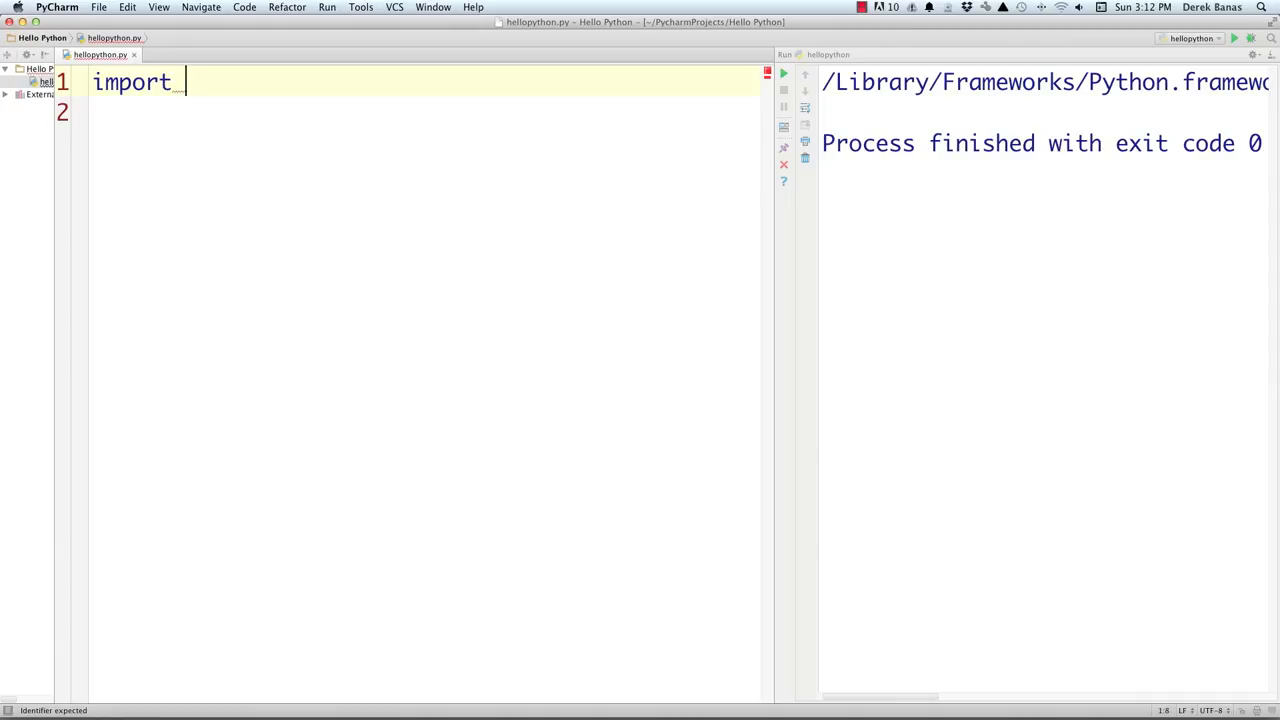 PyCharm File Edit View Navigate Code Refactor Run Tools VCS Window Help 10 Sun 3:12 PM Derek Banas
hellopython.py – Hello Python – [~/PycharmProjects/Hello Python]
Hello Python hellopython.py hellopython
hellopython.py Run hellopython
Hello P
hell
Externa
1 import
2
/Library/Frameworks/Python.framewo
Process finished with exit code 0
Identifier expected 1:8 LF UTF-8